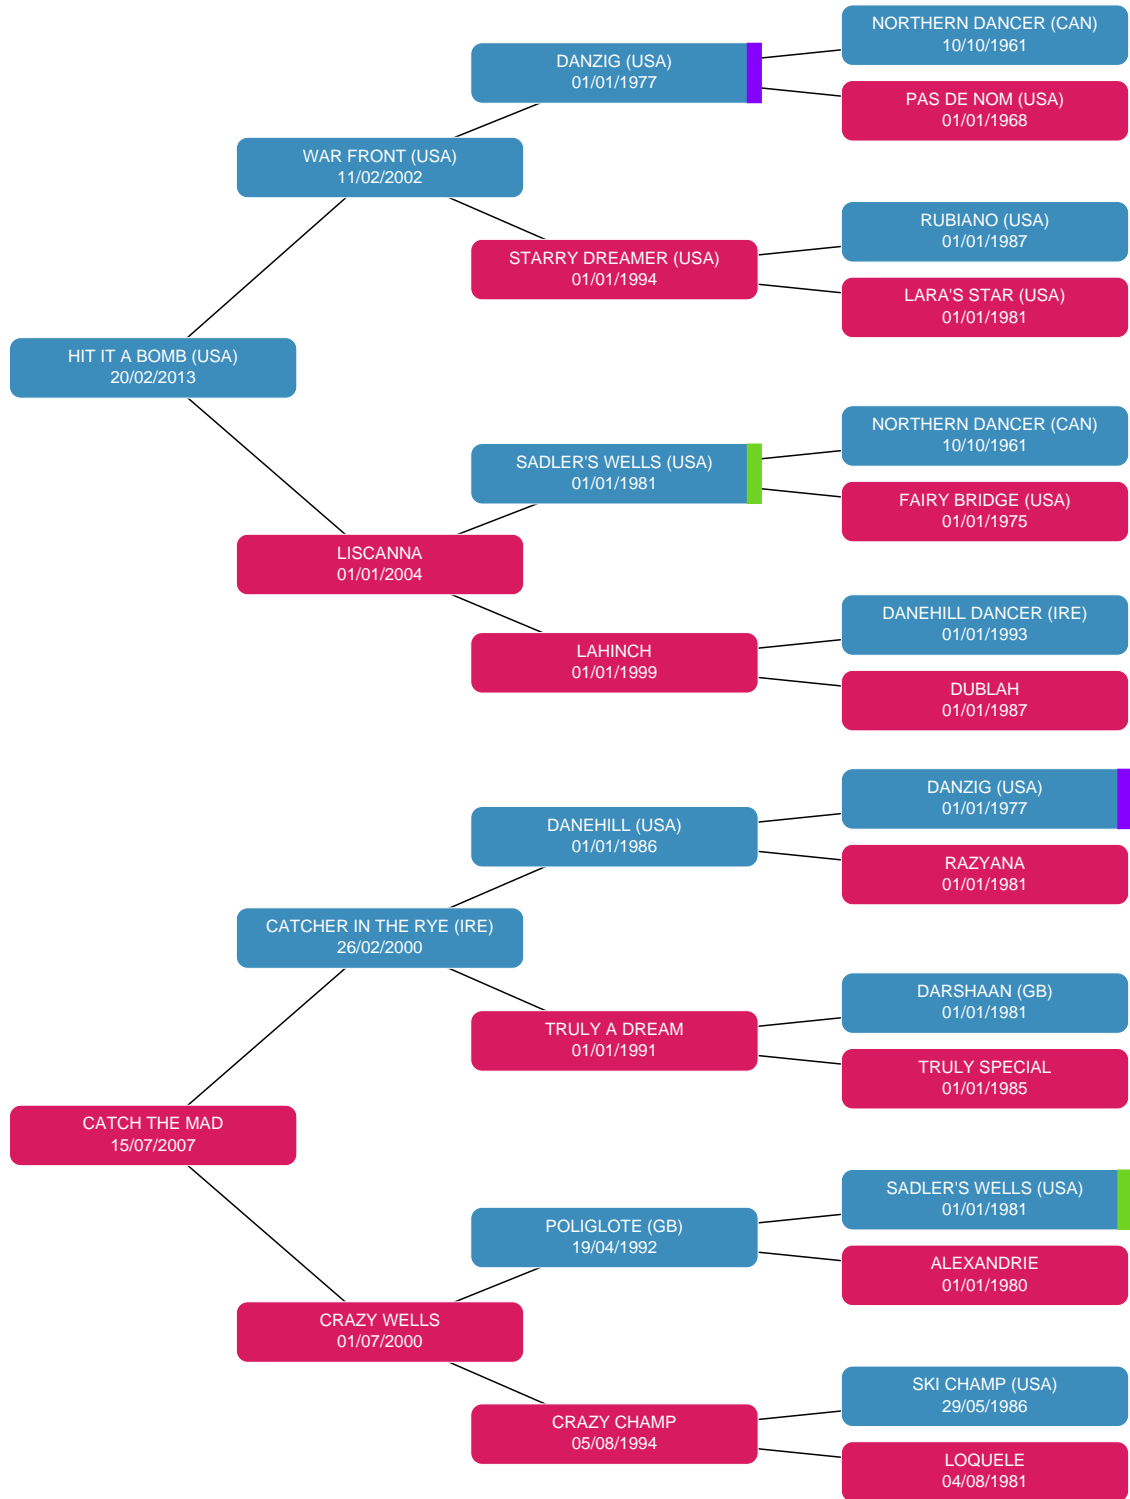 NORTHERN DANCER (CAN)
10/10/1961
DANZIG (USA)
01/01/1977
PAS DE NOM (USA)
01/01/1968
WAR FRONT (USA)
11/02/2002
RUBIANO (USA)
01/01/1987
STARRY DREAMER (USA)
01/01/1994
LARA'S STAR (USA)
01/01/1981
HIT IT A BOMB (USA)
20/02/2013
NORTHERN DANCER (CAN)
10/10/1961
SADLER'S WELLS (USA)
01/01/1981
FAIRY BRIDGE (USA)
01/01/1975
LISCANNA
01/01/2004
DANEHILL DANCER (IRE)
01/01/1993
LAHINCH
01/01/1999
DUBLAH
01/01/1987
DANZIG (USA)
01/01/1977
DANEHILL (USA)
01/01/1986
RAZYANA
01/01/1981
CATCHER IN THE RYE (IRE)
26/02/2000
DARSHAAN (GB)
01/01/1981
TRULY A DREAM
01/01/1991
TRULY SPECIAL
01/01/1985
CATCH THE MAD
15/07/2007
SADLER'S WELLS (USA)
01/01/1981
POLIGLOTE (GB)
19/04/1992
ALEXANDRIE
01/01/1980
CRAZY WELLS
01/07/2000
SKI CHAMP (USA)
29/05/1986
CRAZY CHAMP
05/08/1994
LOQUELE
04/08/1981